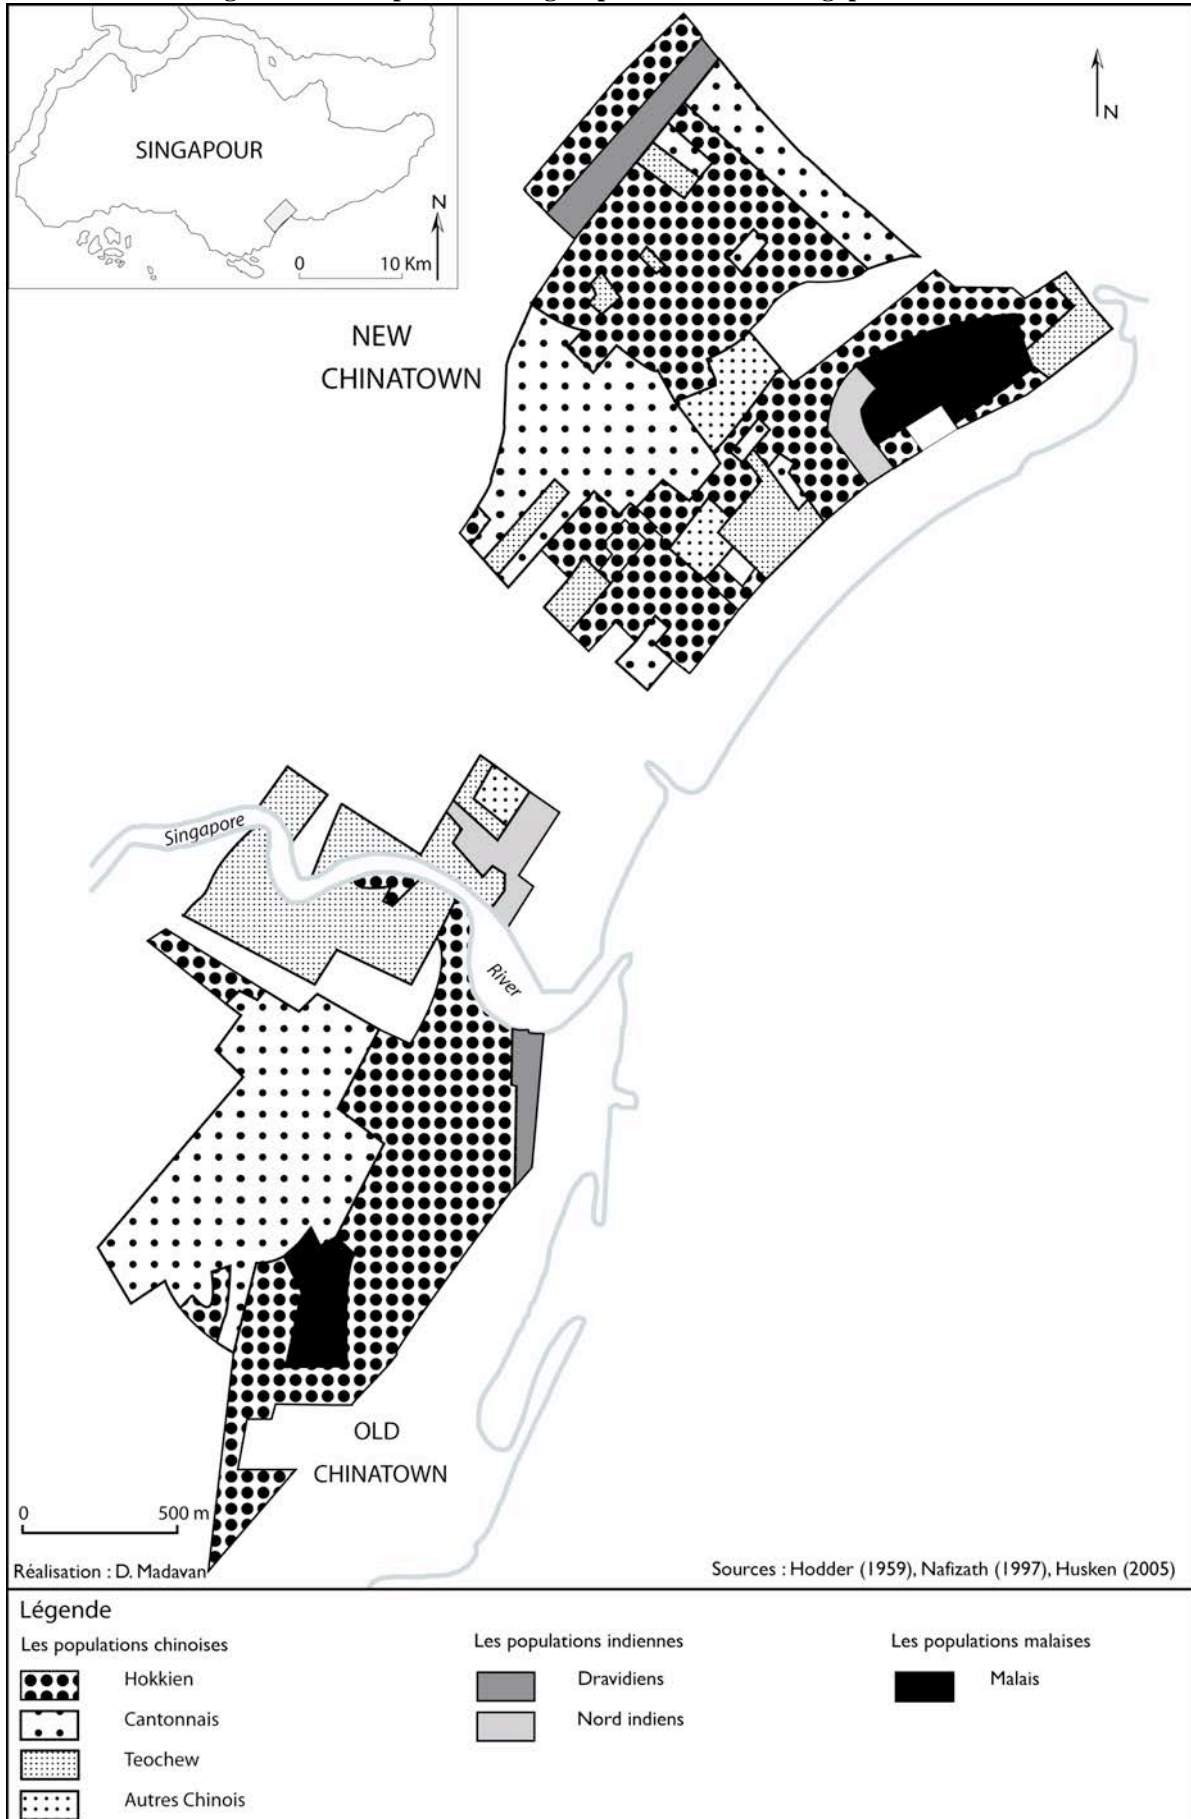 SINGAPOUR
N
0 10 Km
N
NEW
CHINATOWN
Singapore
River
OLD
CHINATOWN
0 500 m
Réalisation : D. Madavan
Sources : Hodder (1959), Nafizath (1997), Husken (2005)
Légende
Les populations chinoises
Hokkien
Cantonnais
Teochew
Autres Chinois
Les populations indiennes
Dravidiens
Nord indiens
Les populations malaises
Malais